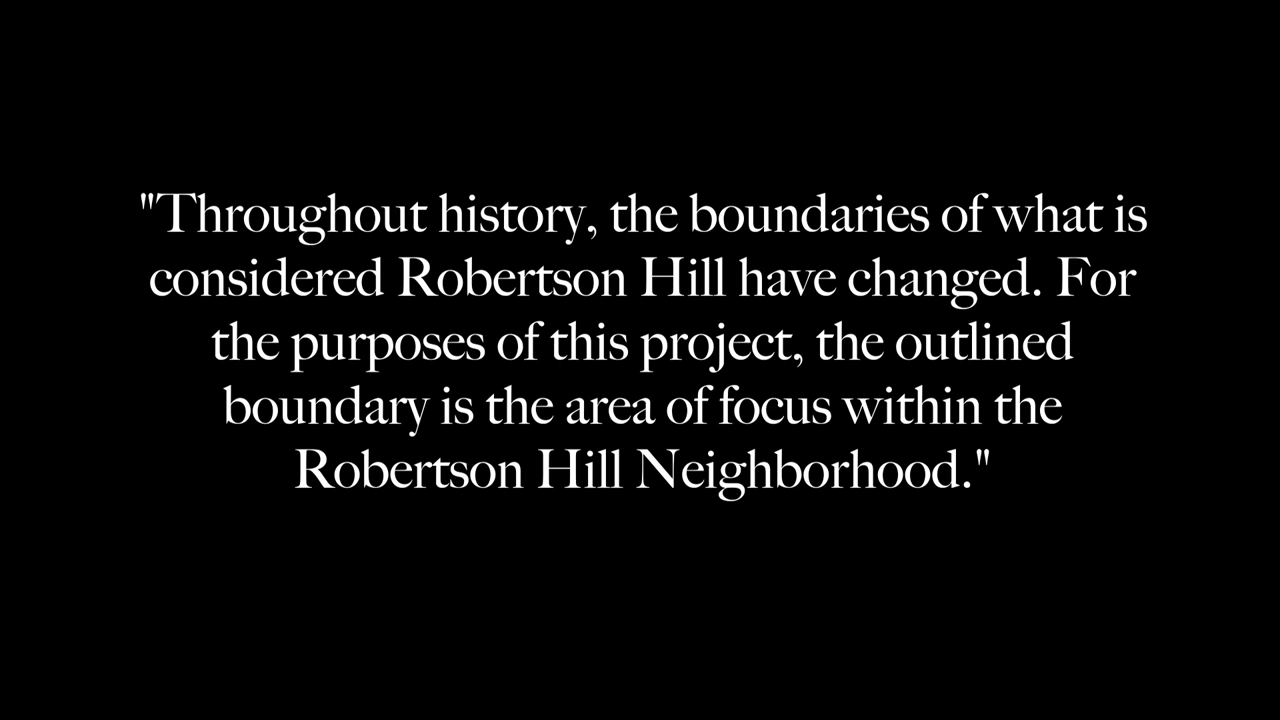 "Throughout history, the boundaries of what is
considered Robertson Hill have changed. For
the purposes of this project, the outlined
boundary is the area of focus within the
Robertson Hill Neighborhood."